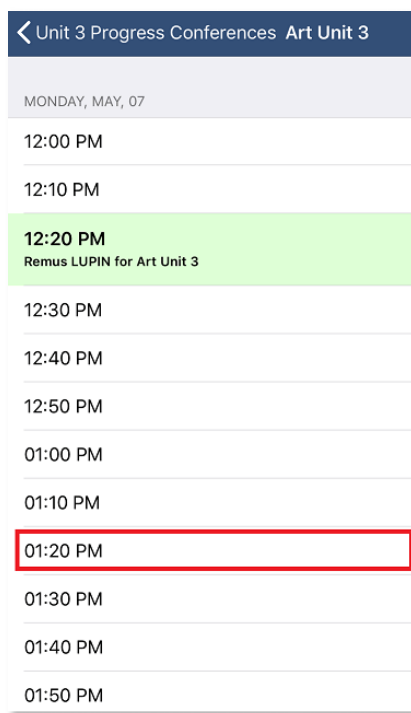 Unit 3 Progress Conferences Art Unit 3
MONDAY, MAY, 07
12:00 PM
12:10 PM
12:20 PM
Remus LUPIN for Art Unit 3
12:30 PM
12:40 PM
12:50 PM
01:00 PM
01:10 PM
01:20 PM
01:30 PM
01:40 PM
01:50 PM